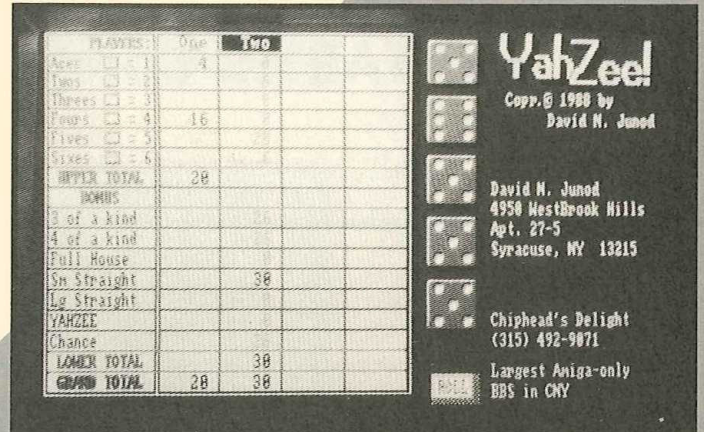 PLAYERS: One Two
Aces = 1 4
Twos = 2
Threes = 3
Fours = 4 16
Fives = 5
Sixes = 6
UPPER TOTAL 20
BONUS
3 of a kind 26
4 of a kind
Full House
Sm Straight 30
Lg Straight
YAHZEE
Chance
LOWER TOTAL 30
GRAND TOTAL 20 30
YahZee!
Copr.© 1988 by
David N. Junod
David N. Junod
4950 WestBrook Hills
Apt. 27-5
Syracuse, NY 13215
Chiphead's Delight
(315) 492-9871
ROLL
Largest Amiga-only
BBS in CNY